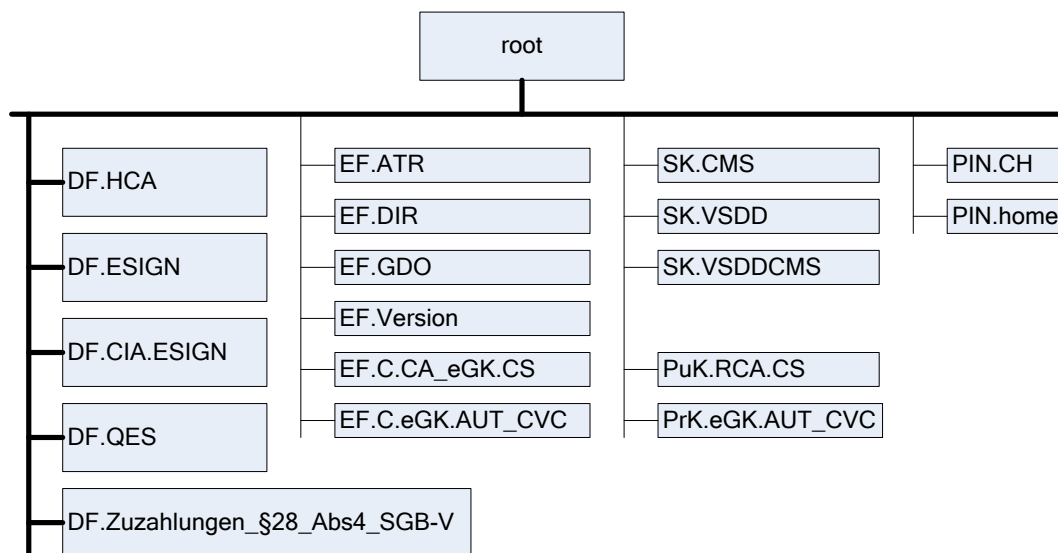 root
DF.HCA
DF.ESIGN
DF.CIA.ESIGN
DF.QES
DF.Zuzahlungen_§28_Abs4_SGB-V
EF.ATR
EF.DIR
EF.GDO
EF.Version
EF.C.CA_eGK.CS
EF.C.eGK.AUT_CVC
SK.CMS
SK.VSDD
SK.VSDDCMS
PuK.RCA.CS
PrK.eGK.AUT_CVC
PIN.CH
PIN.home